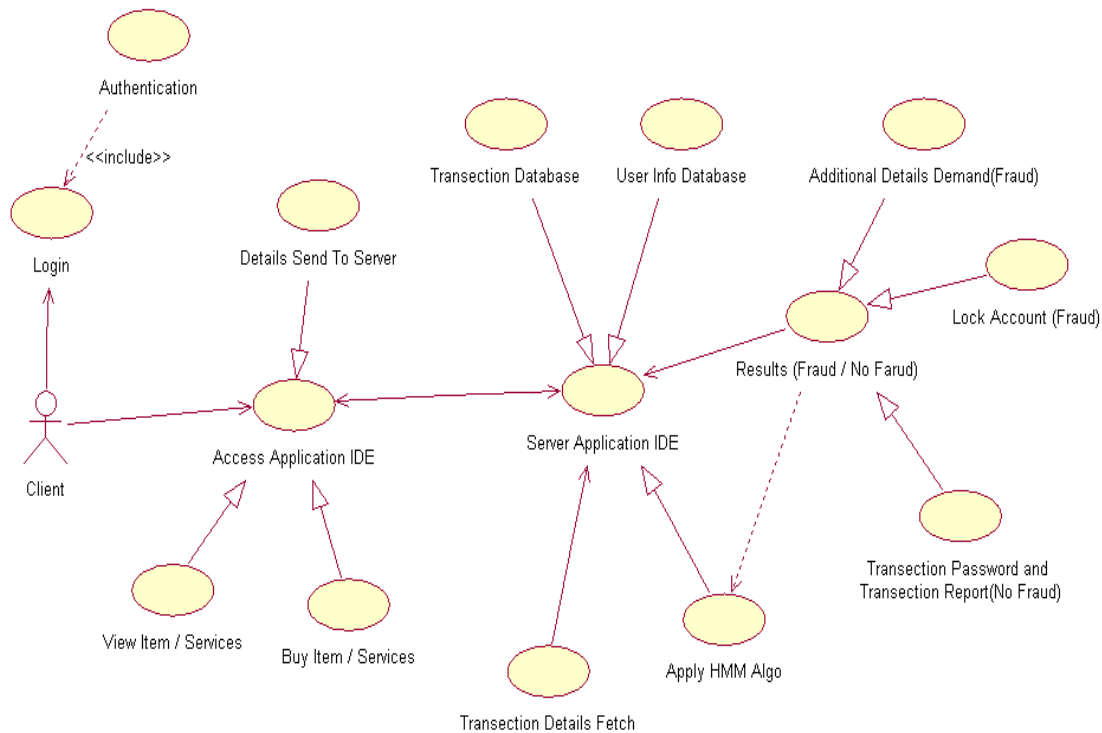 Authentication
<<include>>
Transection Database
User Info Database
Additional Details Demand(Fraud)
Login
Details Send To Server
Lock Account (Fraud)
Results (Fraud / No Farud)
Server Application IDE
Access Application IDE
Client
Transection Password and
Transection Report(No Fraud)
View Item / Services
Buy Item / Services
Apply HMM Algo
Transection Details Fetch